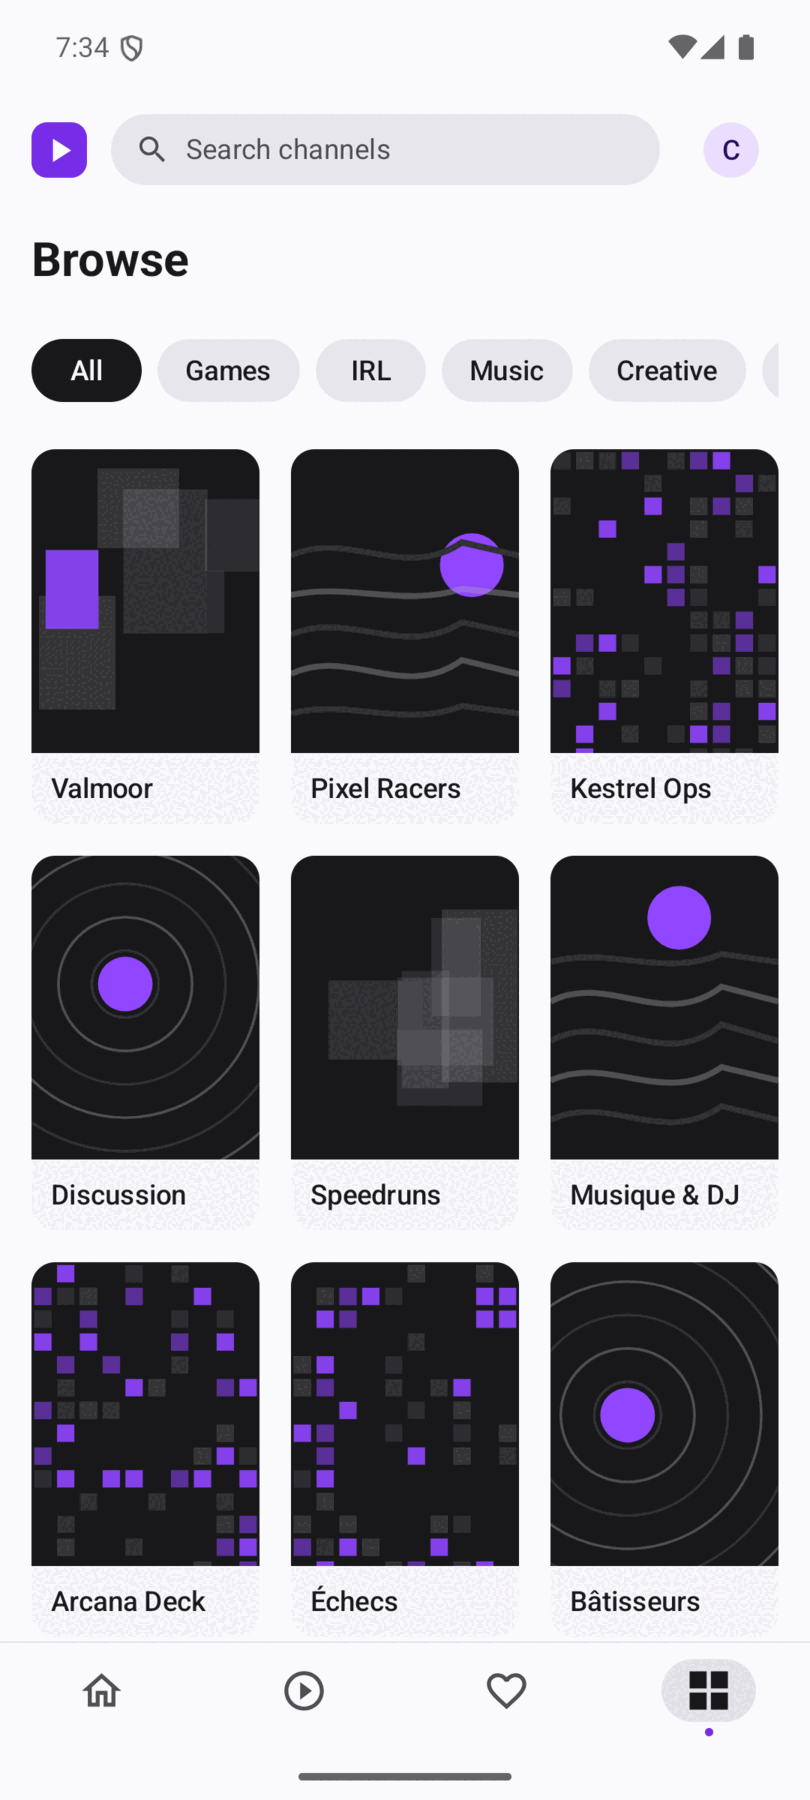 7:34
Search channels
C
Browse
All
Games
IRL
Music
Creative
Valmoor
Pixel Racers
Kestrel Ops
Discussion
Speedruns
Musique & DJ
Arcana Deck
Échecs
Bâtisseurs